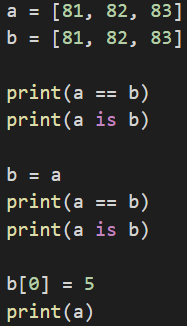 a = [81, 82, 83]
b = [81, 82, 83]
print(a == b)
print(a is b)
b = a
print(a == b)
print(a is b)
b[0] = 5
print(a)